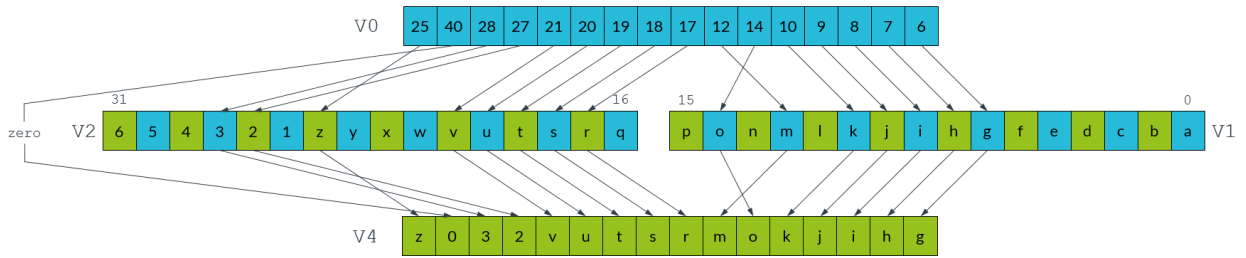 V0 25 40 28 27 21 20 19 18 17 12 14 10 9 8 7 6
31 16 15 0
zero V2 6 5 4 3 2 1 z y x w v u t s r q p o n m l k j i h g f e d c b a V1
V4 z 0 3 2 v u t s r m o k j i h g